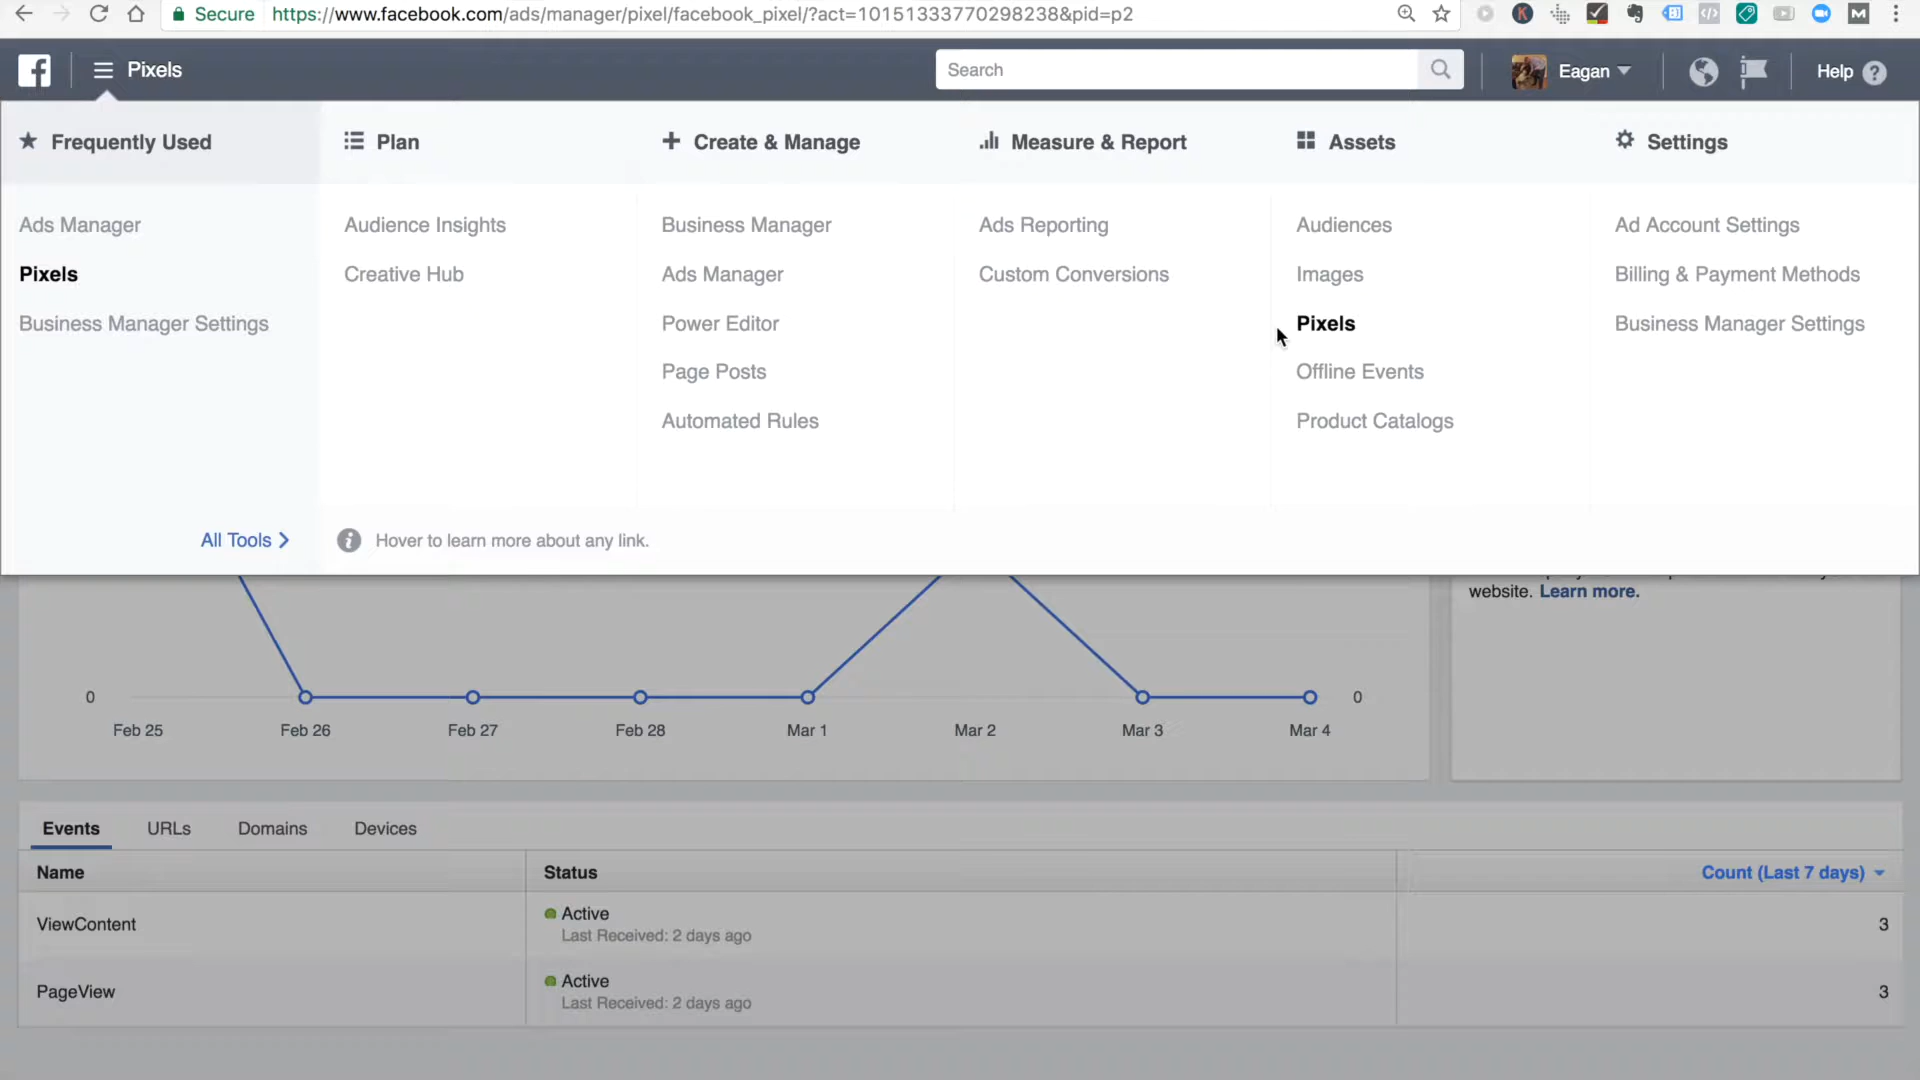 Secure https://www.facebook.com/ads/manager/pixel/facebook_pixel/?act=10151333770298238&pid=p2
Pixels
Search
Eagan
Help
Frequently Used
Plan
Create & Manage
Measure & Report
Assets
Settings
Ads Manager
Audience Insights
Business Manager
Ads Reporting
Audiences
Ad Account Settings
Pixels
Creative Hub
Ads Manager
Custom Conversions
Images
Billing & Payment Methods
Business Manager Settings
Power Editor
Pixels
Business Manager Settings
Page Posts
Offline Events
Automated Rules
Product Catalogs
All Tools
Hover to learn more about any link.
website. Learn more.
0
0
Feb 25
Feb 26
Feb 27
Feb 28
Mar 1
Mar 2
Mar 3
Mar 4
Events
URLs
Domains
Devices
Name
Status
Count (Last 7 days)
ViewContent
Active
Last Received: 2 days ago
3
PageView
Active
Last Received: 2 days ago
3